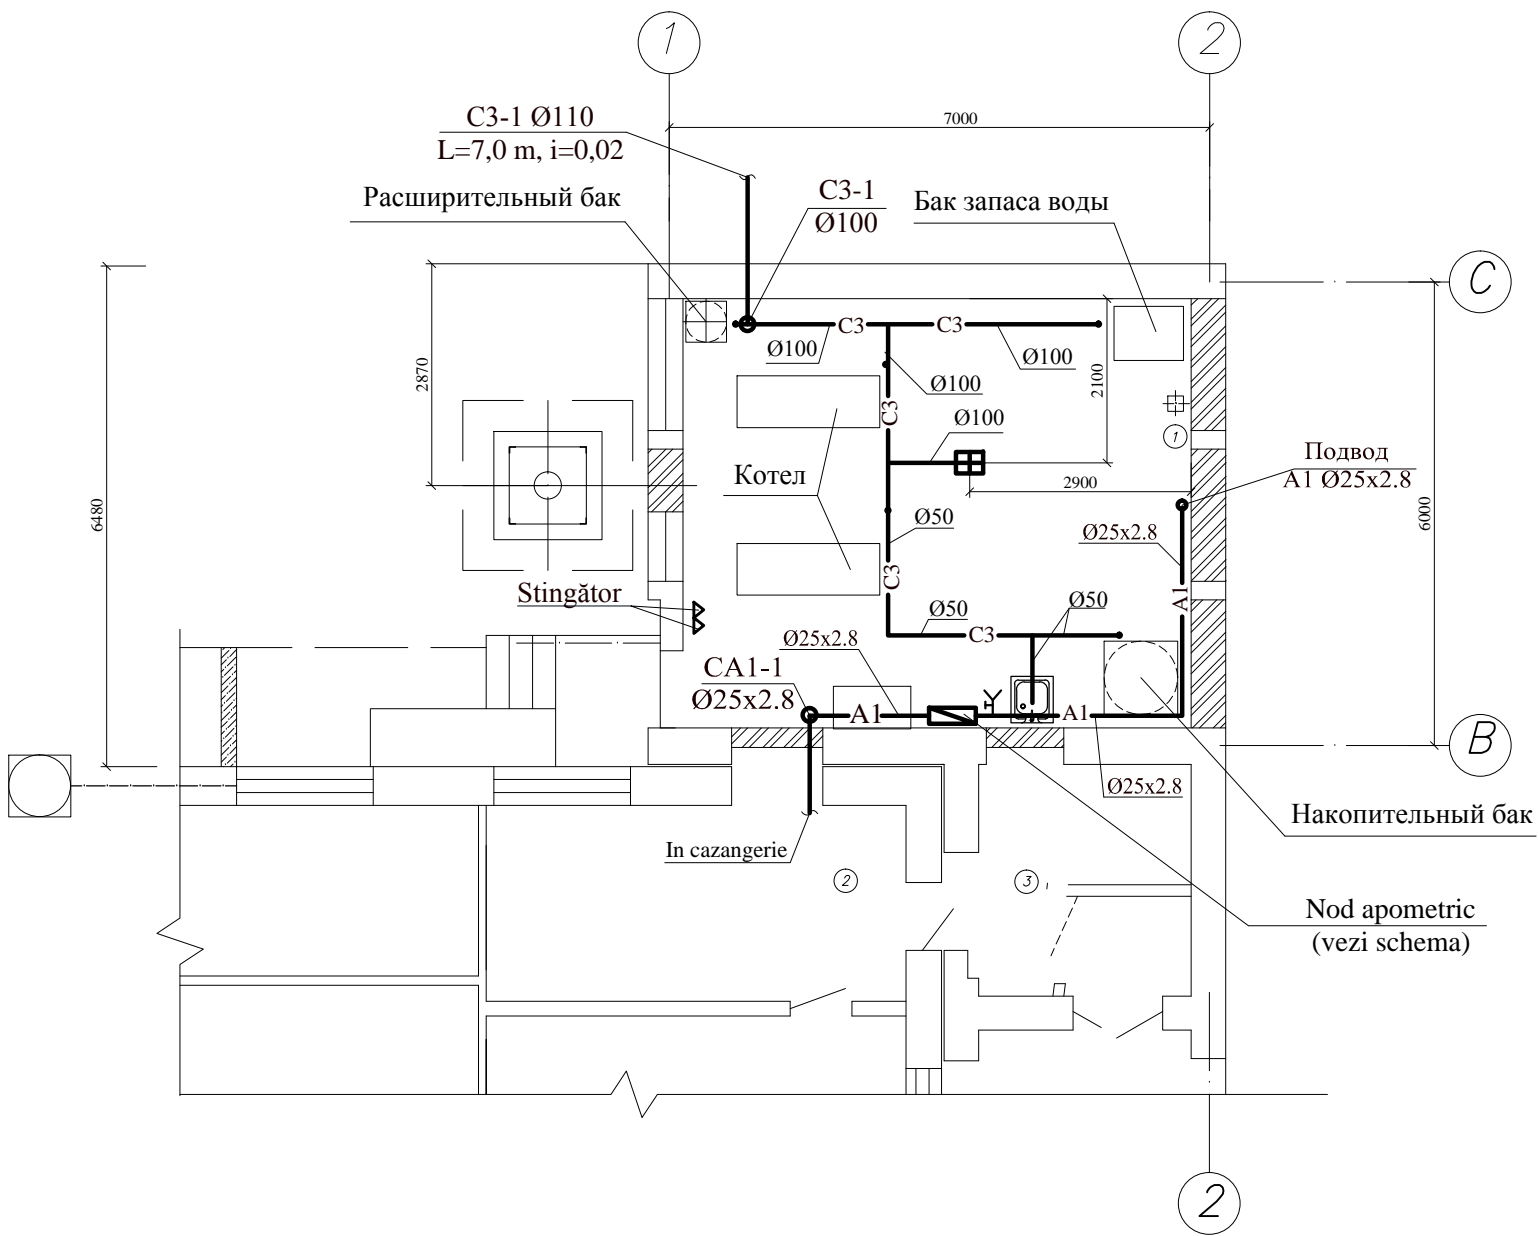 1
2
7000
C3-1 Ø110
L=7,0 m, i=0,02
Расширительный бак
C3-1
Ø100
Бак запаса воды
C
C3
C3
Ø100
Ø100
Ø100
2870
2100
C3
Ø100
1
Котел
Подвод
A1 Ø25x2.8
2900
6480
6000
Ø50
Ø25x2.8
C3
A1
Stingător
Ø50
Ø50
C3
Ø25x2.8
CA1-1
Ø25x2.8
A1
A1
B
Ø25x2.8
Накопительный бак
In cazangerie
2
3
Nod apometric
(vezi schema)
2